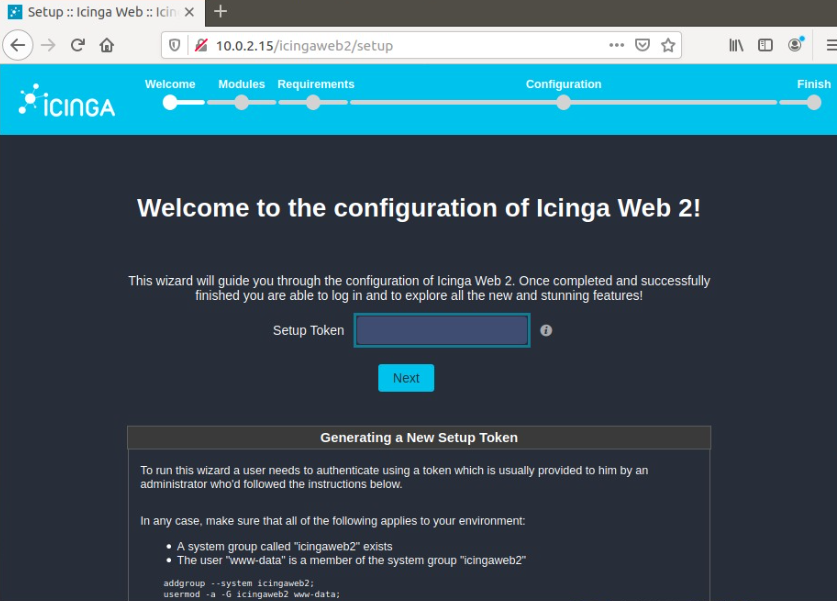 Setup :: Icinga Web :: Icin
10.0.2.15/icingaweb2/setup
ICINGA
Welcome Modules Requirements Configuration Finish
Welcome to the configuration of Icinga Web 2!
This wizard will guide you through the configuration of Icinga Web 2. Once completed and successfully
finished you are able to log in and to explore all the new and stunning features!
Setup Token
Next
Generating a New Setup Token
To run this wizard a user needs to authenticate using a token which is usually provided to him by an
administrator who'd followed the instructions below.
In any case, make sure that all of the following applies to your environment:
• A system group called "icingaweb2" exists
• The user "www-data" is a member of the system group "icingaweb2"
addgroup --system icingaweb2;
usermod -a -G icingaweb2 www-data;